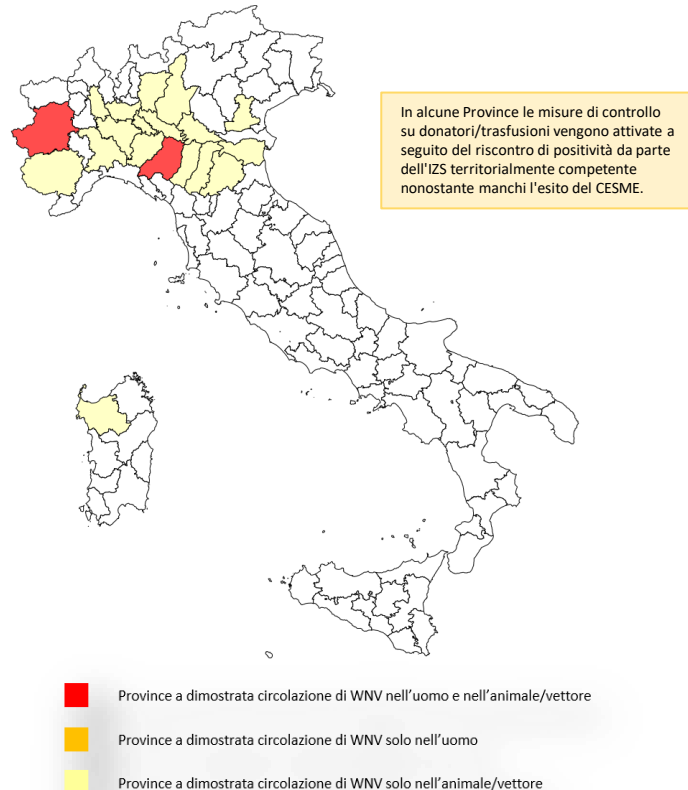 In alcune Province le misure di controllo
su donatori/trasfusioni vengono attivate a
seguito del riscontro di positività da parte
dell'IZS territorialmente competente
nonostante manchi l'esito del CESME.
Province a dimostrata circolazione di WNV nell'uomo e nell'animale/vettore
Province a dimostrata circolazione di WNV solo nell'uomo
Province a dimostrata circolazione di WNV solo nell'animale/vettore